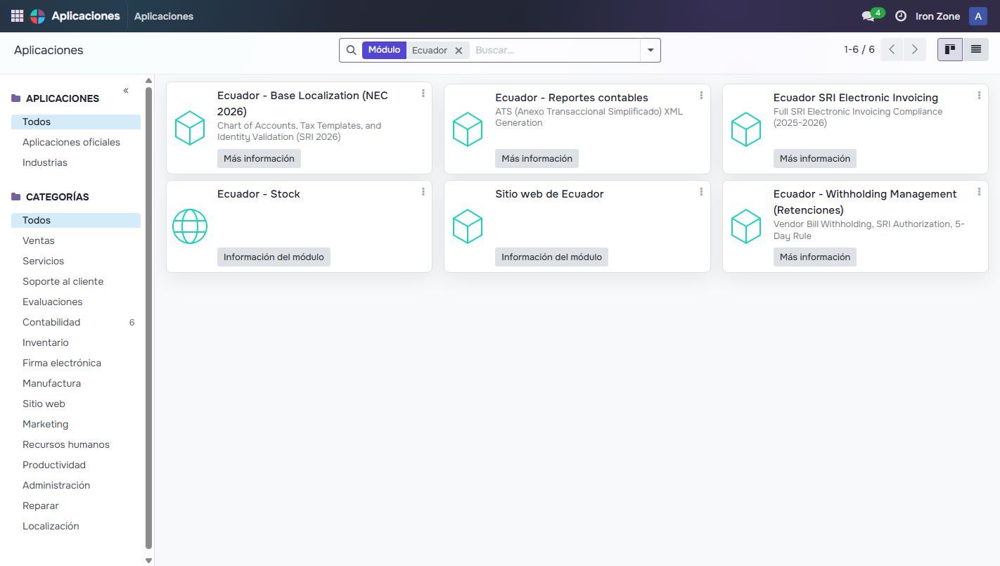 Aplicaciones
Aplicaciones
4
Iron Zone
A
Aplicaciones
Módulo
Ecuador
Buscar...
1-6 / 6
APLICACIONES
Todos
Aplicaciones oficiales
Industrias
CATEGORÍAS
Todos
Ventas
Servicios
Soporte al cliente
Evaluaciones
Contabilidad 6
Inventario
Firma electrónica
Manufactura
Sitio web
Marketing
Recursos humanos
Productividad
Administración
Reparar
Localización
Ecuador - Base Localization (NEC
2026)
Chart of Accounts, Tax Templates, and
Identity Validation (SRI 2026)
Más información
Ecuador - Reportes contables
ATS (Anexo Transaccional Simplificado) XML
Generation
Más información
Ecuador SRI Electronic Invoicing
Full SRI Electronic Invoicing Compliance
(2025-2026)
Más información
Ecuador - Stock
Información del módulo
Sitio web de Ecuador
Información del módulo
Ecuador - Withholding Management
(Retenciones)
Vendor Bill Withholding, SRI Authorization, 5-
Day Rule
Más información